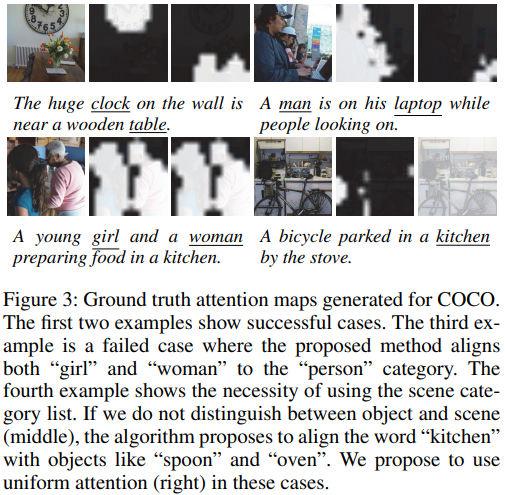 The huge clock on the wall is
near a wooden table.
A man is on his laptop while
people looking on.
A young girl and a woman
preparing food in a kitchen.
A bicycle parked in a kitchen
by the stove.
Figure 3: Ground truth attention maps generated for COCO.
The first two examples show successful cases. The third ex-
ample is a failed case where the proposed method aligns
both “girl” and “woman” to the “person” category. The
fourth example shows the necessity of using the scene cate-
gory list. If we do not distinguish between object and scene
(middle), the algorithm proposes to align the word “kitchen”
with objects like “spoon” and “oven”. We propose to use
uniform attention (right) in these cases.